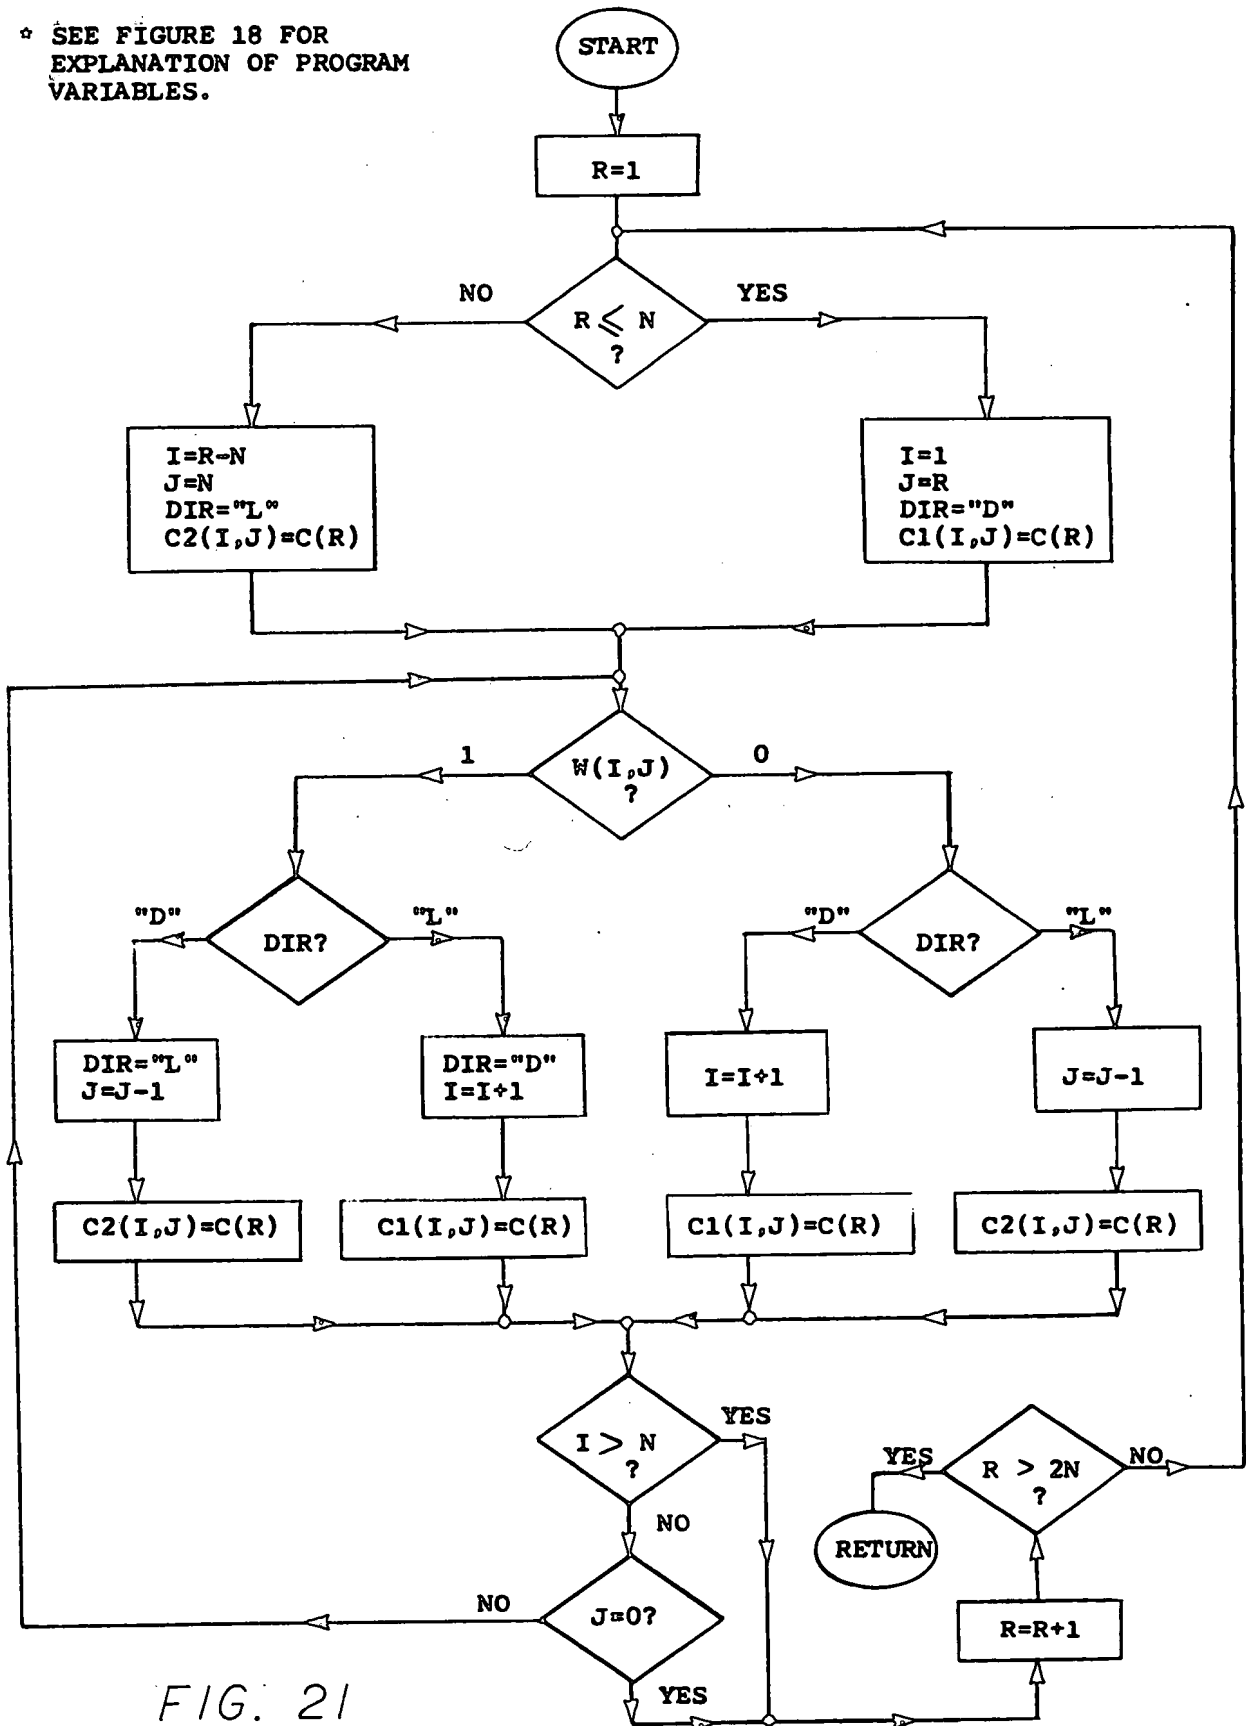 * SEE FIGURE 18 FOR
EXPLANATION OF PROGRAM
VARIABLES.
START
R=1
NO
YES
R ≤ N
?
I=R-N
J=N
DIR="L"
C2(I,J)=C(R)
I=1
J=R
DIR="D"
C1(I,J)=C(R)
1
W(I,J)
?
0
"D"
DIR?
"L"
"D"
DIR?
"L"
DIR="L"
J=J-1
DIR="D"
I=I+1
I=I+1
J=J-1
C2(I,J)=C(R)
C1(I,J)=C(R)
C1(I,J)=C(R)
C2(I,J)=C(R)
I > N
?
YES
NO
YES
R > 2N
?
NO
RETURN
NO
J=0?
YES
R=R+1
FIG. 21